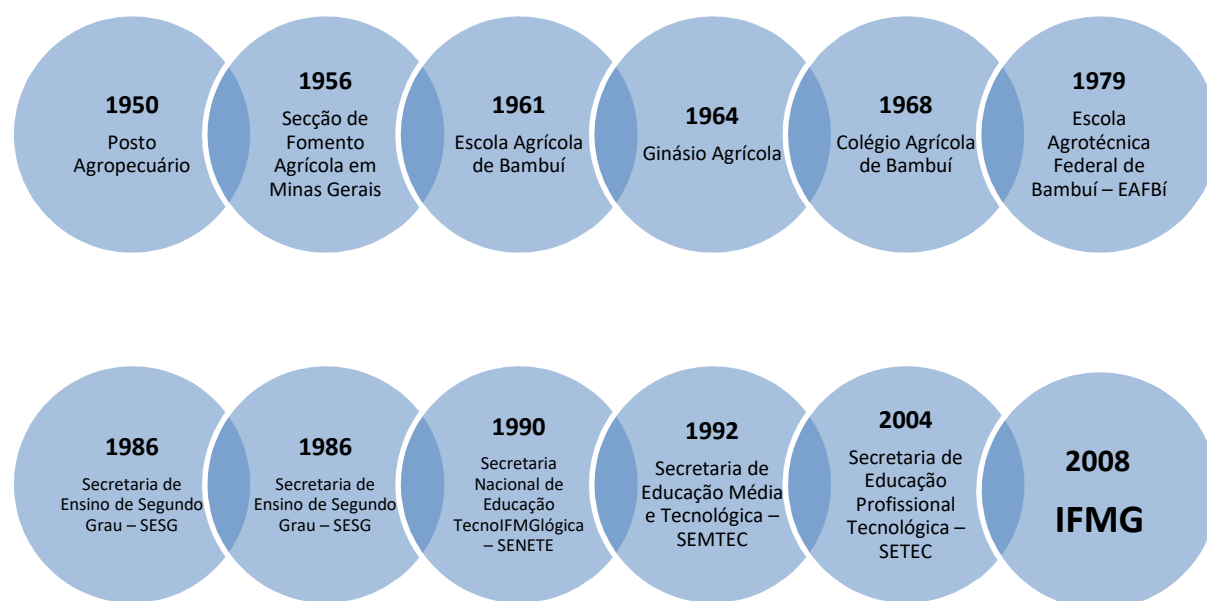 1950
Posto
Agropecuário
1956
Secção de
Fomento
Agrícola em
Minas Gerais
1961
Escola Agrícola
de Bambuí
1964
Ginásio Agrícola
1968
Colégio Agrícola
de Bambuí
1979
Escola
Agrotécnica
Federal de
Bambuí – EAFBí
1986
Secretaria de
Ensino de Segundo
Grau – SESG
1986
Secretaria de
Ensino de Segundo
Grau – SESG
1990
Secretaria
Nacional de
Educação
TecnoIFMGlógica
– SENETE
1992
Secretaria de
Educação Média
e Tecnológica –
SEMTEC
2004
Secretaria de
Educação
Profissional
Tecnológica –
SETEC
2008
IFMG